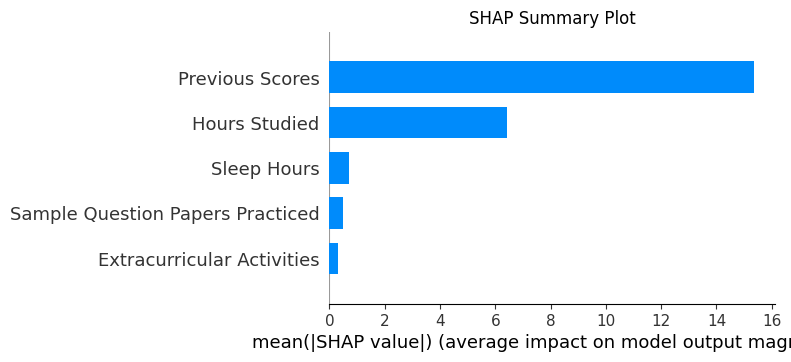 SHAP Summary Plot
Previous Scores
Hours Studied
Sleep Hours
Sample Question Papers Practiced
Extracurricular Activities
0 2 4 6 8 10 12 14 16
mean(|SHAP value|) (average impact on model output magn